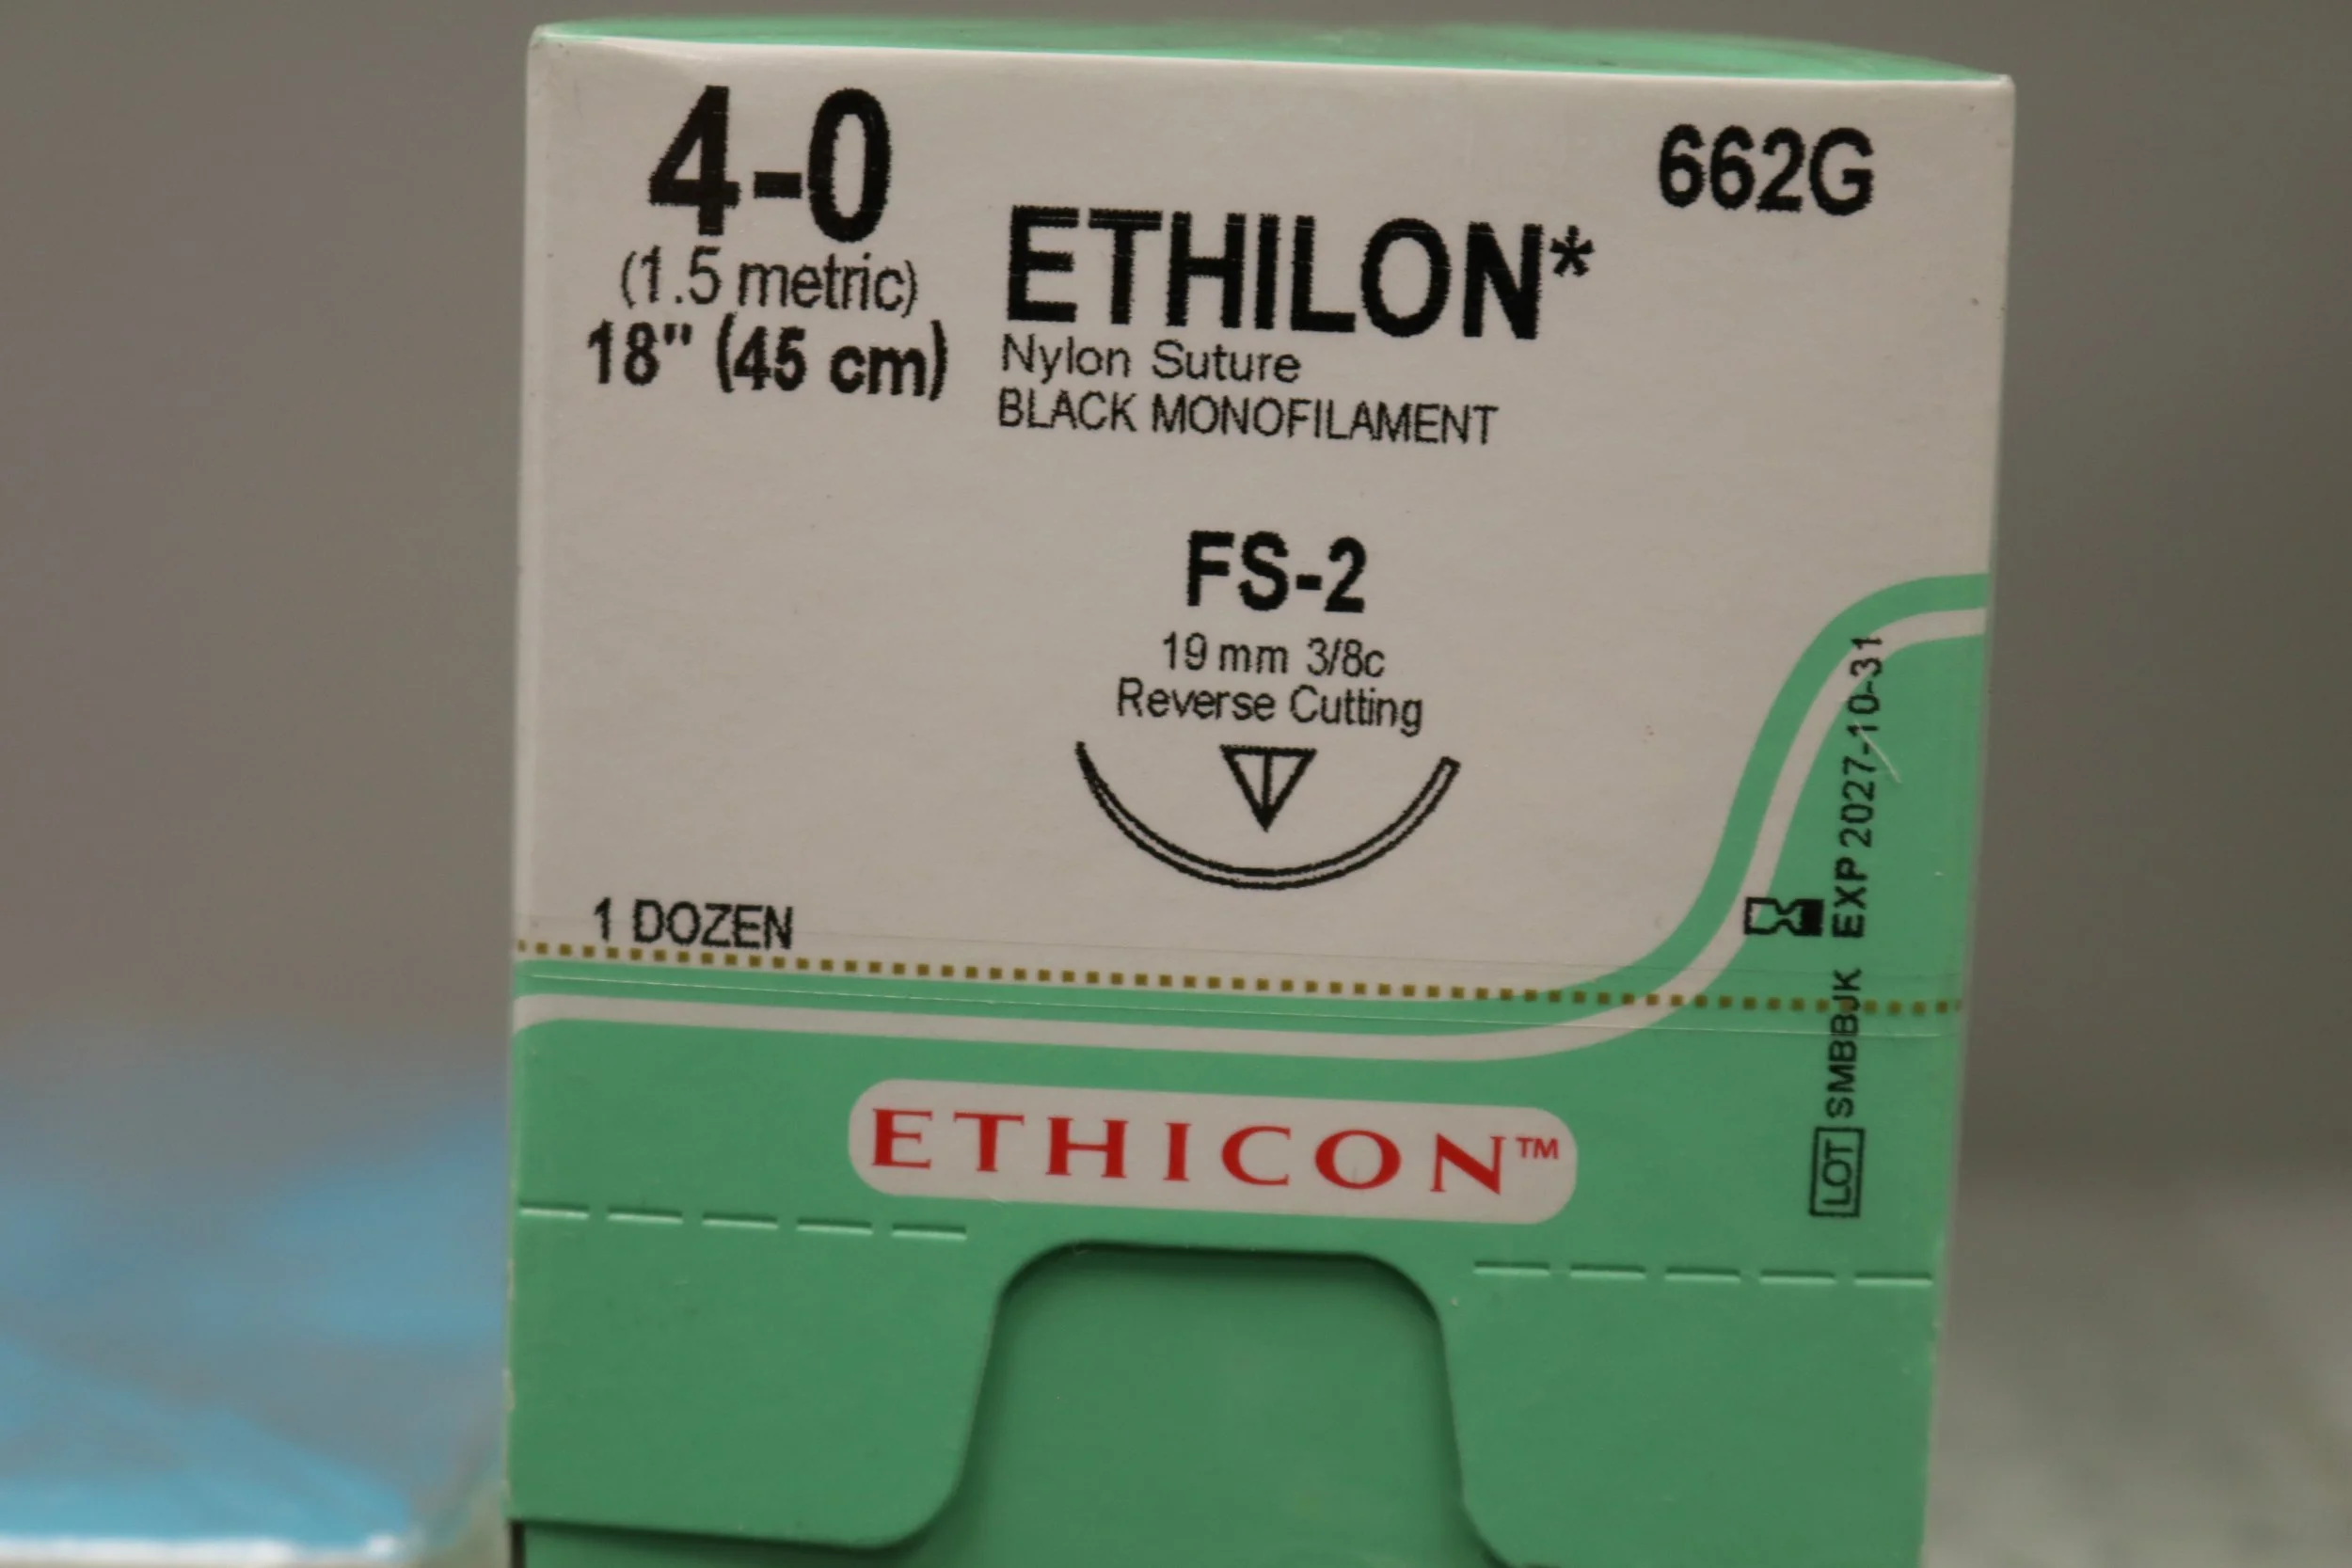 4-0
(1.5 metric)
18" (45 cm)
ETHILON*
Nylon Suture
BLACK MONOFILAMENT
662G
FS-2
19 mm 3/8c
Reverse Cutting
1 DOZEN
EXP 2027-10-31
LOT SMBBJK
ETHICON™